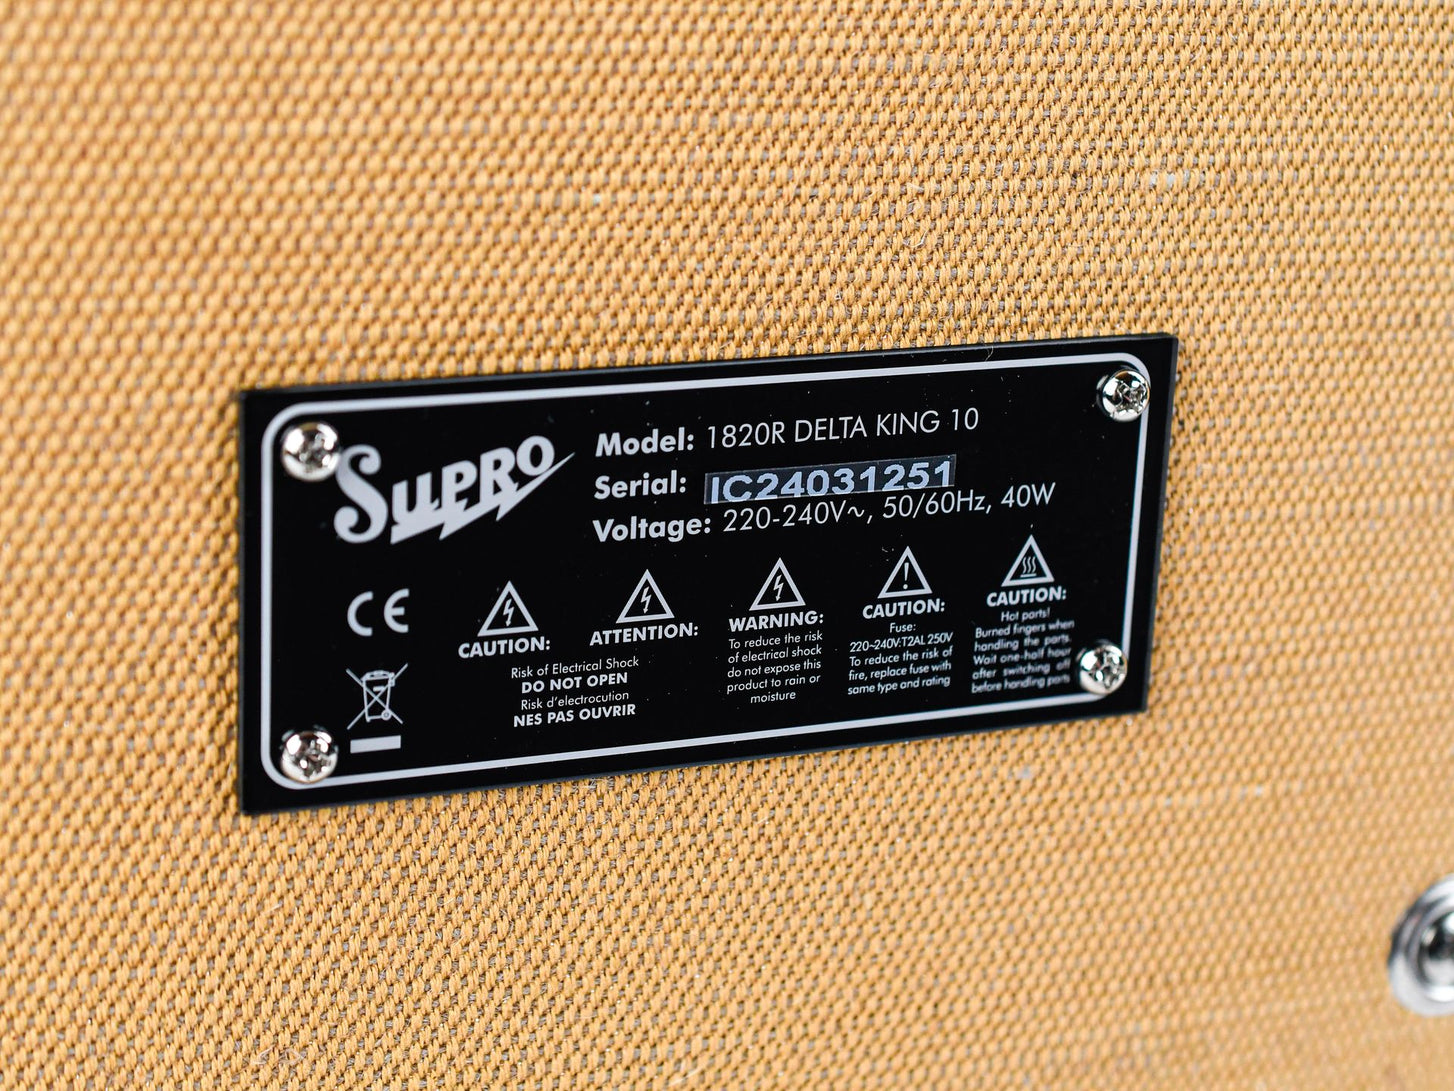 SUPRO
Model: 1820R DELTA KING 10
Serial: IC24031251
Voltage: 220-240V~, 50/60Hz, 40W
CE
CAUTION:
ATTENTION:
Risk of Electrical Shock
DO NOT OPEN
Risk d'electrocution
NES PAS OUVRIR
WARNING:
To reduce the risk
of electrical shock
do not expose this
product to rain or
moisture
CAUTION:
Fuse:
220~240V:T2AL 250V
To reduce the risk of
fire, replace fuse with
same type and rating
CAUTION:
Hot parts!
Burned fingers when
handling the parts.
Wait one-half hour
after switching off
before handling parts